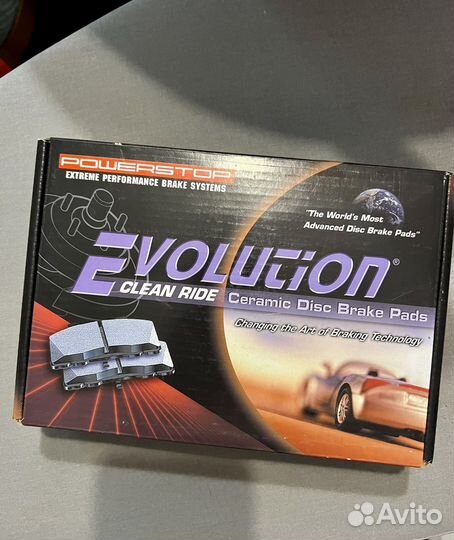 POWERSTOP
EXTREME PERFORMANCE BRAKE SYSTEMS
"The World's Most
Advanced Disc Brake Pads"
EVOLUTION®
CLEAN RIDE
Ceramic Disc Brake Pads
Changing the Art of Braking Technology
Avito